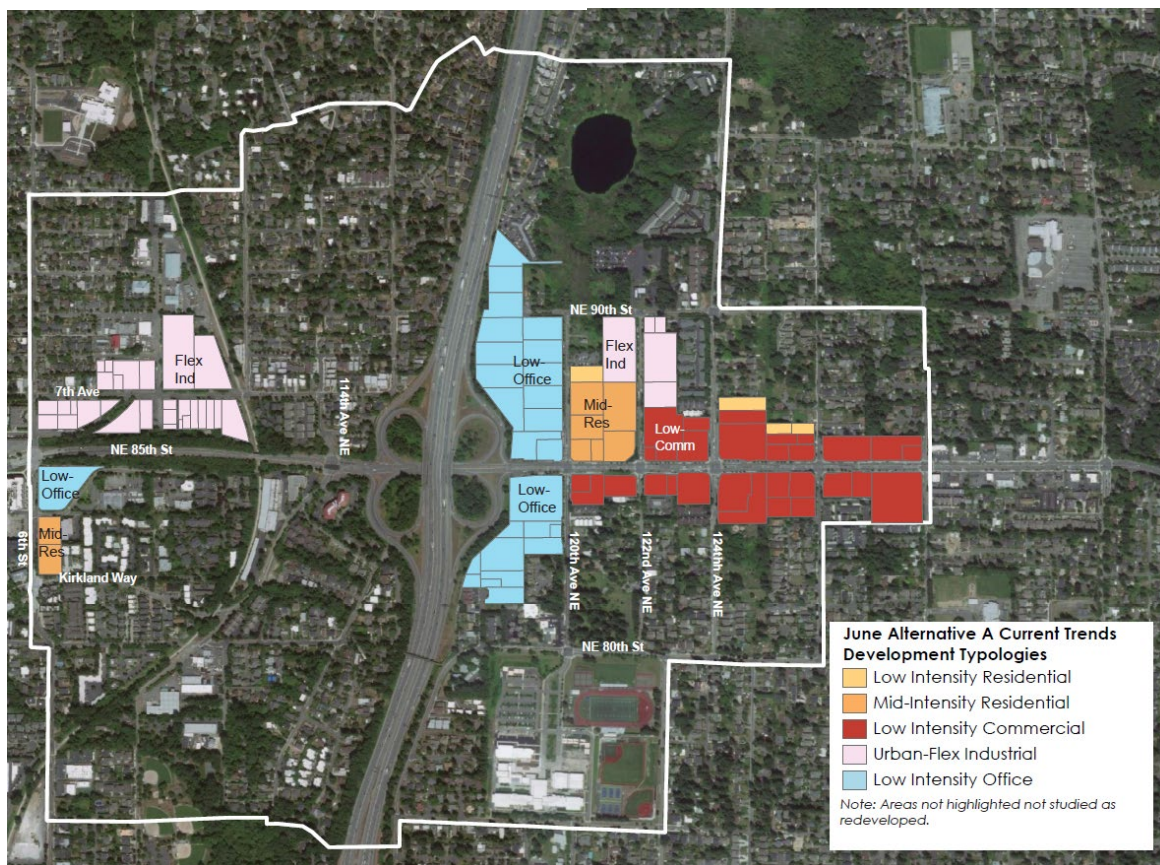 NE 90th St
Low-
Office
Flex
Ind
Flex
Ind
7th Ave
114th Ave NE
Mid-
Res
Low-
Comm
NE 85th St
Low-
Office
Low-
Office
6th St
Mid-
Res
Kirkland Way
120th Ave NE
122nd Ave NE
124thh Ave NE
NE 80th St
June Alternative A Current Trends
Development Typologies
Low Intensity Residential
Mid-Intensity Residential
Low Intensity Commercial
Urban-Flex Industrial
Low Intensity Office
Note: Areas not highlighted not studied as
redeveloped.